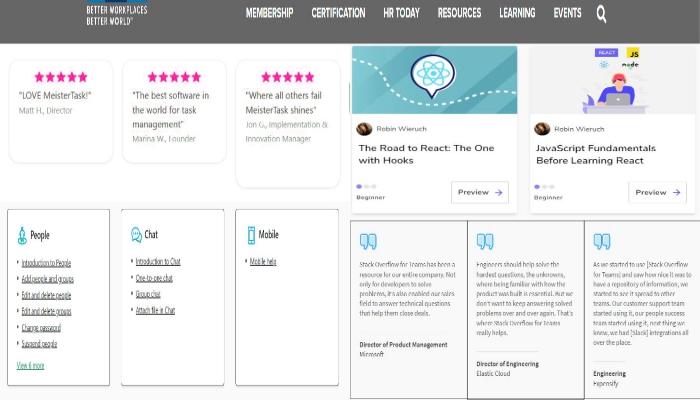 BETTER WORKPLACES
BETTER WORLD®
MEMBERSHIP
CERTIFICATION
HR TODAY
RESOURCES
LEARNING
EVENTS
"LOVE MeisterTask!"
Matt H., Director
"The best software in
the world for task
management"
Marina W., Founder
"Where all others fail
MeisterTask shines"
Jon G., Implementation &
Innovation Manager
Robin Wieruch
The Road to React: The One
with Hooks
Beginner
Preview
REACT
JS
node
Robin Wieruch
JavaScript Fundamentals
Before Learning React
Beginner
Preview
People
Introduction to People
Add people and groups
Edit and delete people
Edit and delete groups
Change password
Suspend people
View 6 more
Chat
Introduction to Chat
One-to-one chat
Group chat
Attach file in Chat
Mobile
Mobile help
Stack Overflow for Teams has been a
resource for our entire company. Not
only for developers to solve
problems, it's also enabled our sales
field to answer technical questions
that help them close deals.
Director of Product Management
Microsoft
Engineers should help solve the
hardest questions, the unknowns,
where being familiar with how the
product was built is essential. But we
don't want to keep answering solved
problems over and over again. That's
where Stack Overflow for Teams
really helps.
Director of Engineering
Elastic Cloud
As we started to use [Stack Overflow
for Teams] and saw how nice it was to
have a repository of information, we
started to see it spread to other
teams. Our customer support team
started using it, our people success
team started using it, next thing we
knew, we had [Slack] integrations all
over the place.
Engineering
Expensify